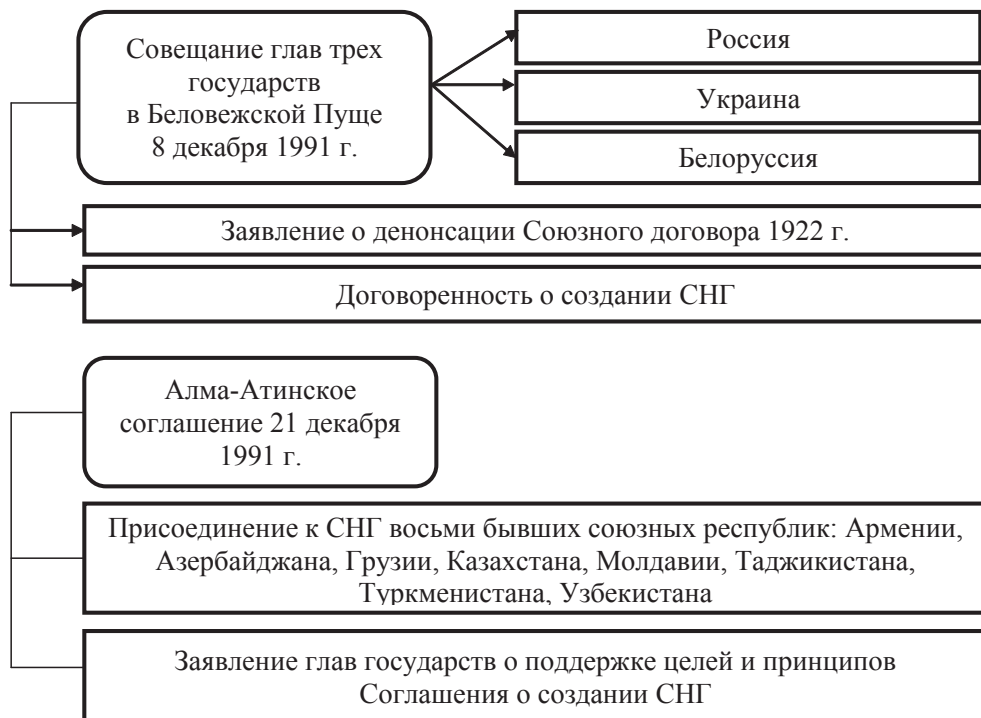 Совещание глав трех
государств
в Беловежской Пуще
8 декабря 1991 г.
Россия
Украина
Белоруссия
Заявление о денонсации Союзного договора 1922 г.
Договоренность о создании СНГ
Алма-Атинское
соглашение 21 декабря
1991 г.
Присоединение к СНГ восьми бывших союзных республик: Армении,
Азербайджана, Грузии, Казахстана, Молдавии, Таджикистана,
Туркменистана, Узбекистана
Заявление глав государств о поддержке целей и принципов
Соглашения о создании СНГ